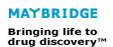 MAYBRIDGE
Bringing life to
drug discovery™